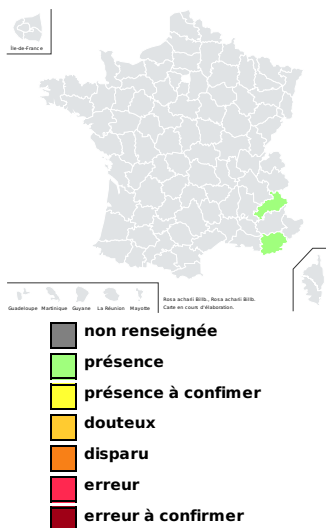 Île-de-France
Guadeloupe Martinique Guyane La Réunion Mayotte
Rosa acharii Billb., Rosa acharii Billb.
Carte en cours d'élaboration.
non renseignée
présence
présence à confimer
douteux
disparu
erreur
erreur à confirmer